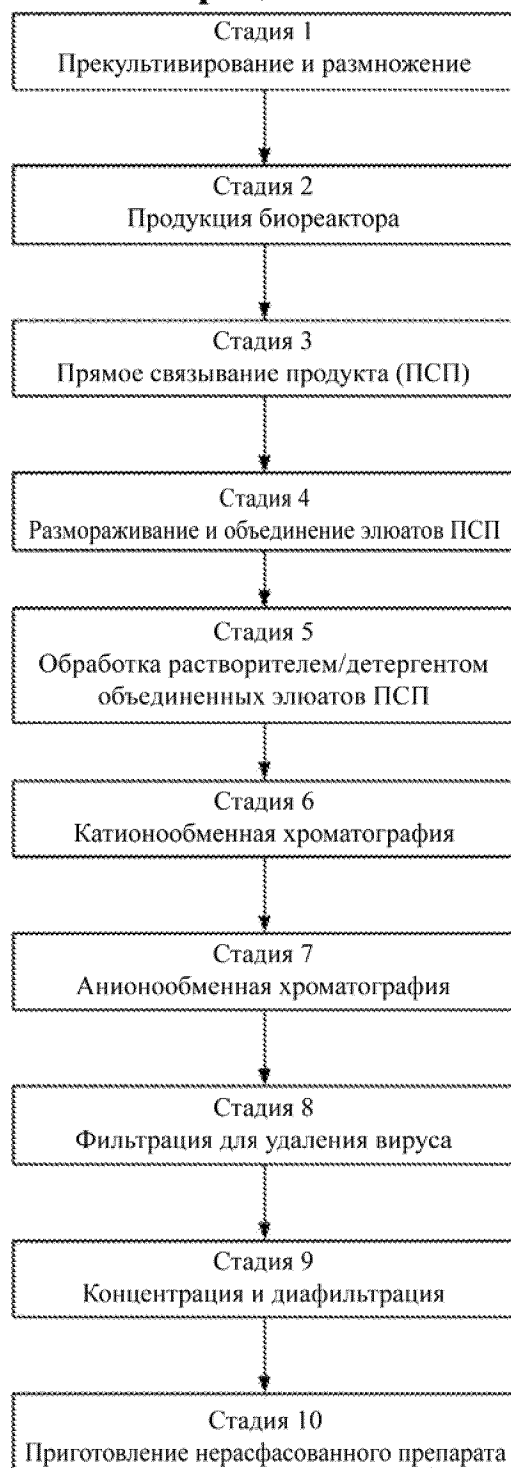 Стадия 1
Прекультивирование и размножение
Стадия 2
Продукция биореактора
Стадия 3
Прямое связывание продукта (ПСП)
Стадия 4
Размораживание и объединение элюатов ПСП
Стадия 5
Обработка растворителем/детергентом
объединенных элюатов ПСП
Стадия 6
Катионообменная хроматография
Стадия 7
Анионообменная хроматография
Стадия 8
Фильтрация для удаления вируса
Стадия 9
Концентрация и диафильтрация
Стадия 10
Приготовление нерасфасованного препарата